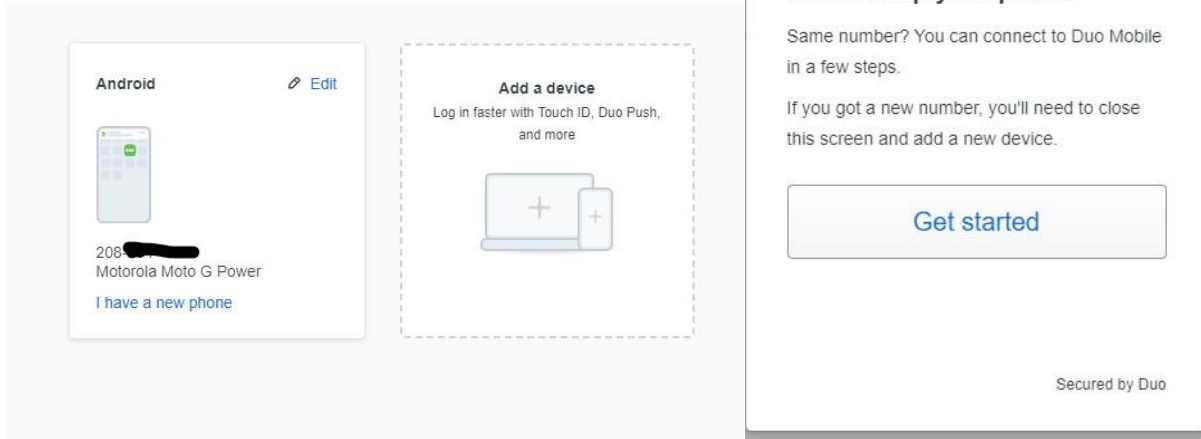 Android
Edit
208-
Motorola Moto G Power
I have a new phone
Add a device
Log in faster with Touch ID, Duo Push,
and more
Same number? You can connect to Duo Mobile
in a few steps.
If you got a new number, you'll need to close
this screen and add a new device.
Get started
Secured by Duo